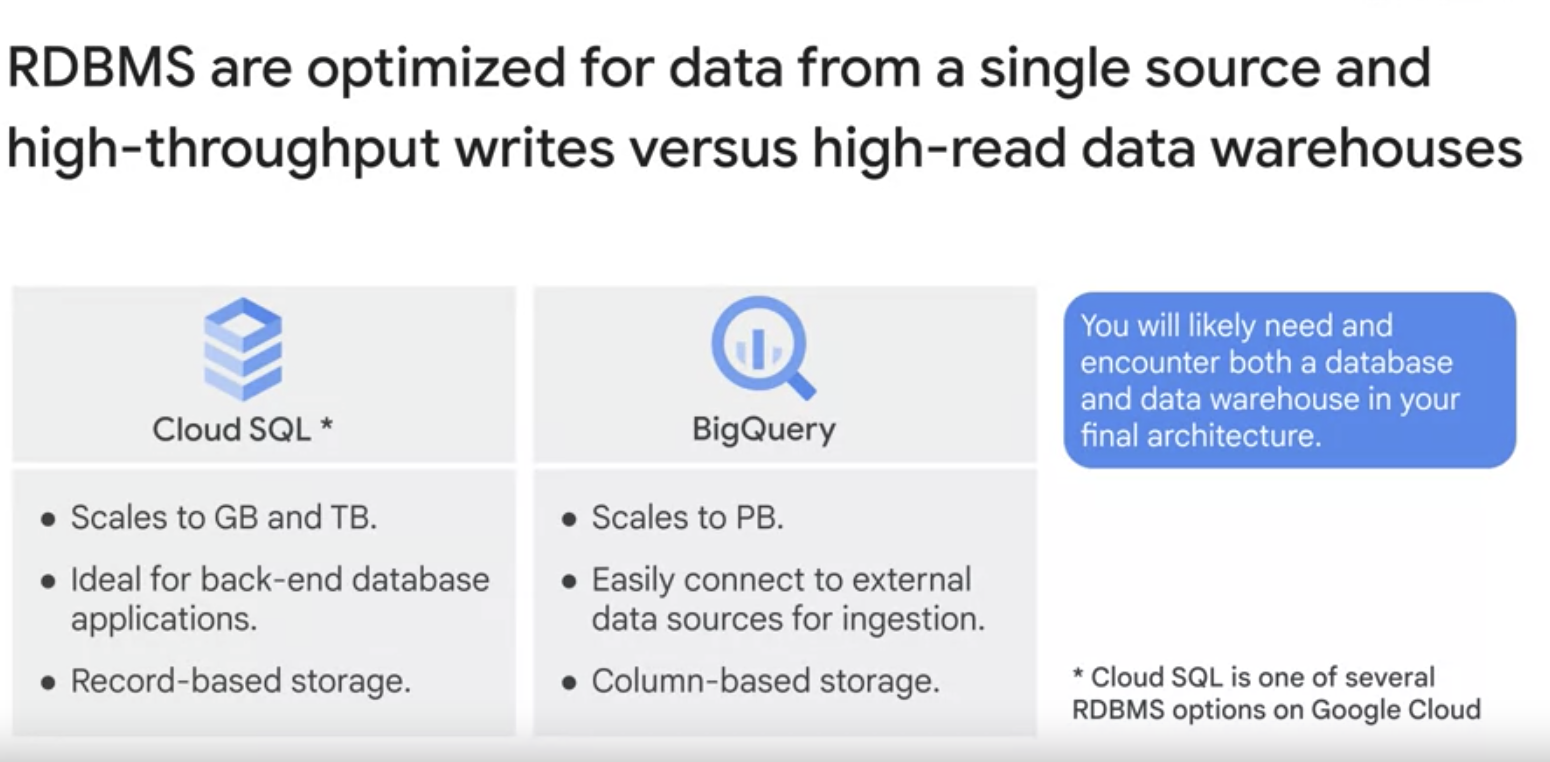 RDBMS are optimized for data from a single source and
high-throughput writes versus high-read data warehouses
Cloud SQL *
● Scales to GB and TB.
● Ideal for back-end database
applications.
● Record-based storage.
BigQuery
● Scales to PB.
● Easily connect to external
data sources for ingestion.
● Column-based storage.
You will likely need and
encounter both a database
and data warehouse in your
final architecture.
* Cloud SQL is one of several
RDBMS options on Google Cloud